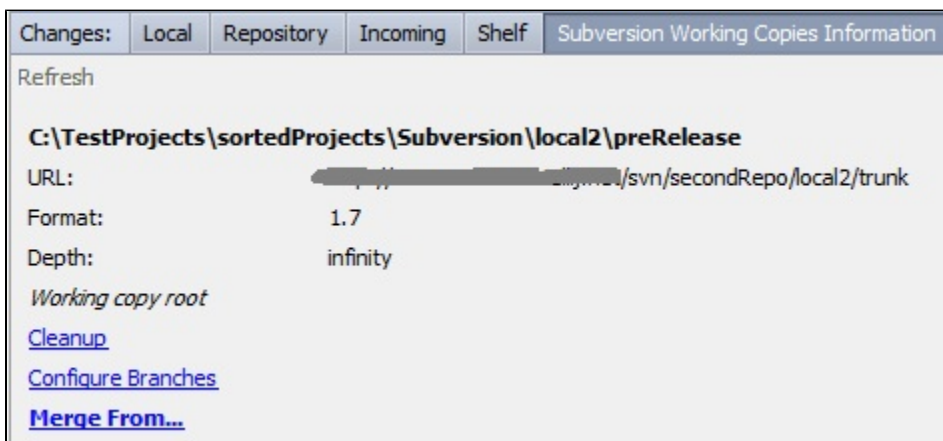 Changes: Local Repository Incoming Shelf Subversion Working Copies Information
Refresh
C:\TestProjects\sortedProjects\Subversion\local2\preRelease
URL: /svn/secondRepo/local2/trunk
Format: 1.7
Depth: infinity
Working copy root
Cleanup
Configure Branches
Merge From...